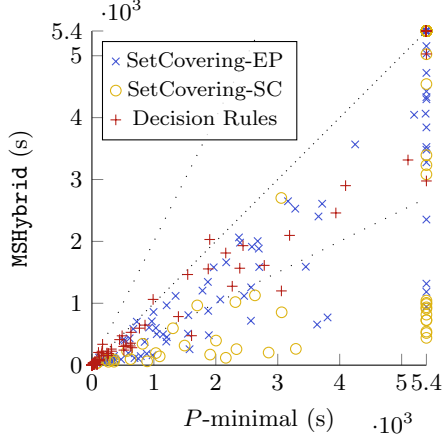 ·10³
5.4
5
4
3
2
1
0
MSHybrid (s)
SetCovering-EP
SetCovering-SC
Decision Rules
0 1 2 3 4 5 5.4
P-minimal (s)
·10³